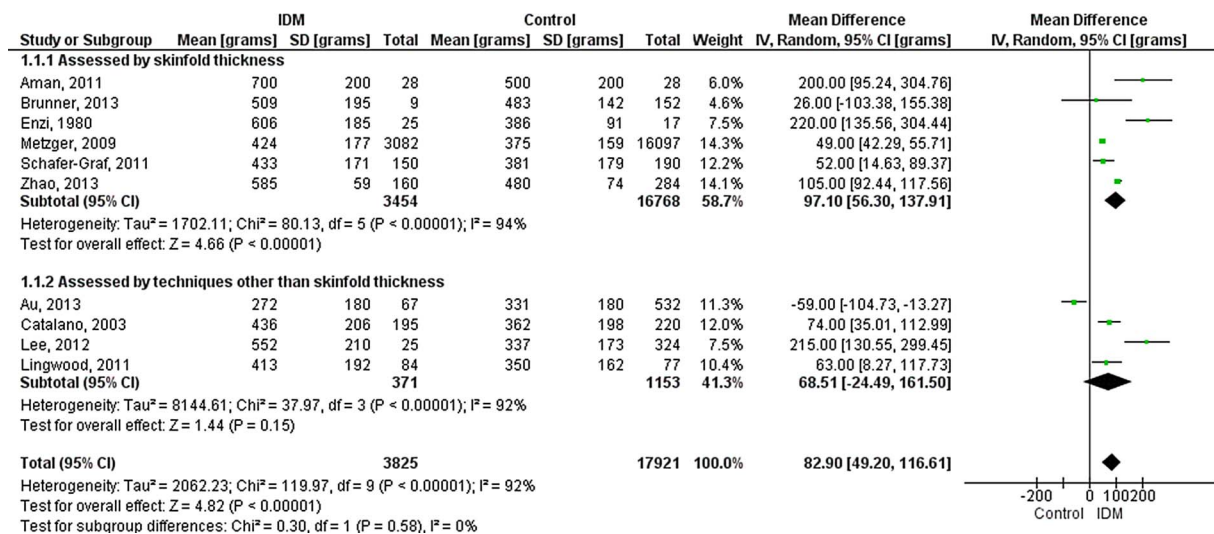 IDM Control Mean Difference Mean Difference
Study or Subgroup Mean [grams] SD [grams] Total Mean [grams] SD [grams] Total Weight IV, Random, 95% CI [grams] IV, Random, 95% CI [grams]
1.1.1 Assessed by skinfold thickness
Aman, 2011 700 200 28 500 200 28 6.0% 200.00 [95.24, 304.76]
Brunner, 2013 509 195 9 483 142 152 4.6% 26.00 [-103.38, 155.38]
Enzi, 1980 606 185 25 386 91 17 7.5% 220.00 [135.56, 304.44]
Metzger, 2009 424 177 3082 375 159 16097 14.3% 49.00 [42.29, 55.71]
Schafer-Graf, 2011 433 171 150 381 179 190 12.2% 52.00 [14.63, 89.37]
Zhao, 2013 585 59 160 480 74 284 14.1% 105.00 [92.44, 117.56]
Subtotal (95% CI) 3454 16768 58.7% 97.10 [56.30, 137.91]
Heterogeneity: Tau² = 1702.11; Chi² = 80.13, df = 5 (P < 0.00001); I² = 94%
Test for overall effect: Z = 4.66 (P < 0.00001)
1.1.2 Assessed by techniques other than skinfold thickness
Au, 2013 272 180 67 331 180 532 11.3% -59.00 [-104.73, -13.27]
Catalano, 2003 436 206 195 362 198 220 12.0% 74.00 [35.01, 112.99]
Lee, 2012 552 210 25 337 173 324 7.5% 215.00 [130.55, 299.45]
Lingwood, 2011 413 192 84 350 162 77 10.4% 63.00 [8.27, 117.73]
Subtotal (95% CI) 371 1153 41.3% 68.51 [-24.49, 161.50]
Heterogeneity: Tau² = 8144.61; Chi² = 37.97, df = 3 (P < 0.00001); I² = 92%
Test for overall effect: Z = 1.44 (P = 0.15)
Total (95% CI) 3825 17921 100.0% 82.90 [49.20, 116.61]
Heterogeneity: Tau² = 2062.23; Chi² = 119.97, df = 9 (P < 0.00001); I² = 92%
Test for overall effect: Z = 4.82 (P < 0.00001)
Test for subgroup differences: Chi² = 0.30, df = 1 (P = 0.58), I² = 0%
-200 0 100 200
Control IDM